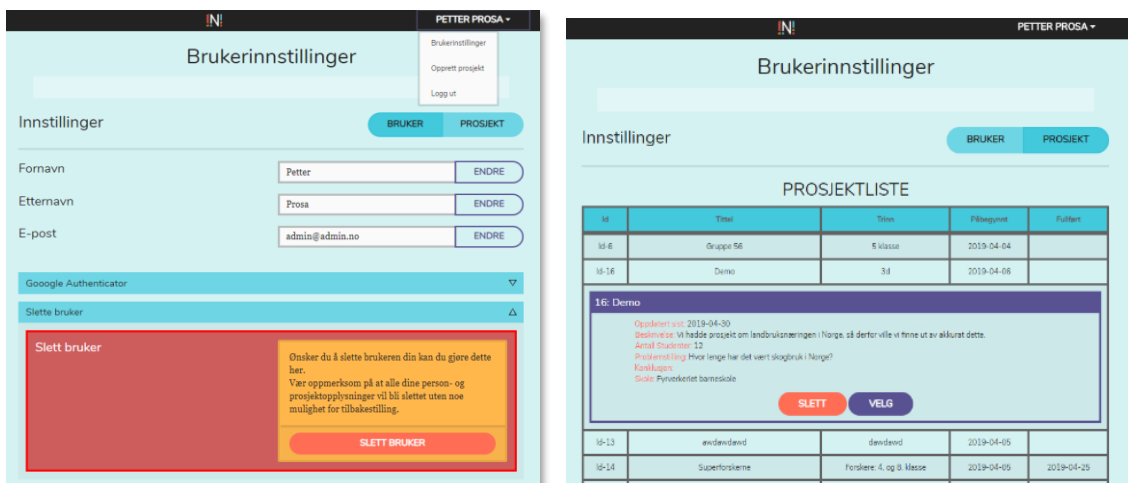 !N!
PETTER PROSA
Brukerinnstillinger
Opprett prosjekt
Logg ut
Brukerinnstillinger
Innstillinger
BRUKER PROSJEKT
Fornavn Petter ENDRE
Etternavn Prosa ENDRE
E-post admin@admin.no ENDRE
Gooogle Authenticator
Slette bruker
Slett bruker
Ønsker du å slette brukeren din kan du gjøre dette
her.
Vær oppmerksom på at alle dine person- og
prosjektopplysninger vil bli slettet uten noe
mulighet for tilbakestilling.
SLETT BRUKER
!N!
PETTER PROSA
Brukerinnstillinger
Innstillinger
BRUKER PROSJEKT
PROSJEKTLISTE
Id Tittel Trinn Påbegynnt Fullført
Id-6 Gruppe 56 5 klasse 2019-04-04
Id-16 Demo 3d 2019-04-06
16: Demo
Oppdatert sist: 2019-04-30
Beskrivelse: Vi hadde prosjekt om landbruksnæringen i Norge, så derfor ville vi finne ut av akkurat dette.
Antall Studenter: 12
Problemstilling: Hvor lenge har det vært skogbruk i Norge?
Konklusjon:
Skole: Fyrverkeriet barneskole
SLETT VELG
Id-13 awdawdawd dawdawd 2019-04-05
Id-14 Superforskerne Forskere: 4. og 8. klasse 2019-04-05 2019-04-25